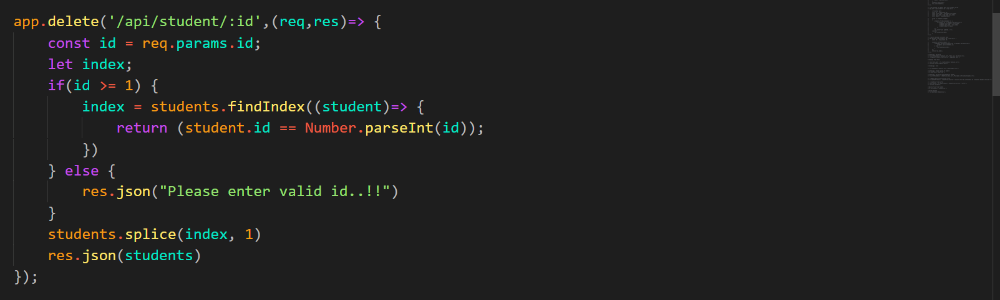 app.delete('/api/student/:id',(req,res)=> {
    const id = req.params.id;
    let index;
    if(id >= 1) {
        index = students.findIndex((student)=> {
            return (student.id == Number.parseInt(id));
        })
    } else {
        res.json("Please enter valid id..!!")
    }
    students.splice(index, 1)
    res.json(students)
});